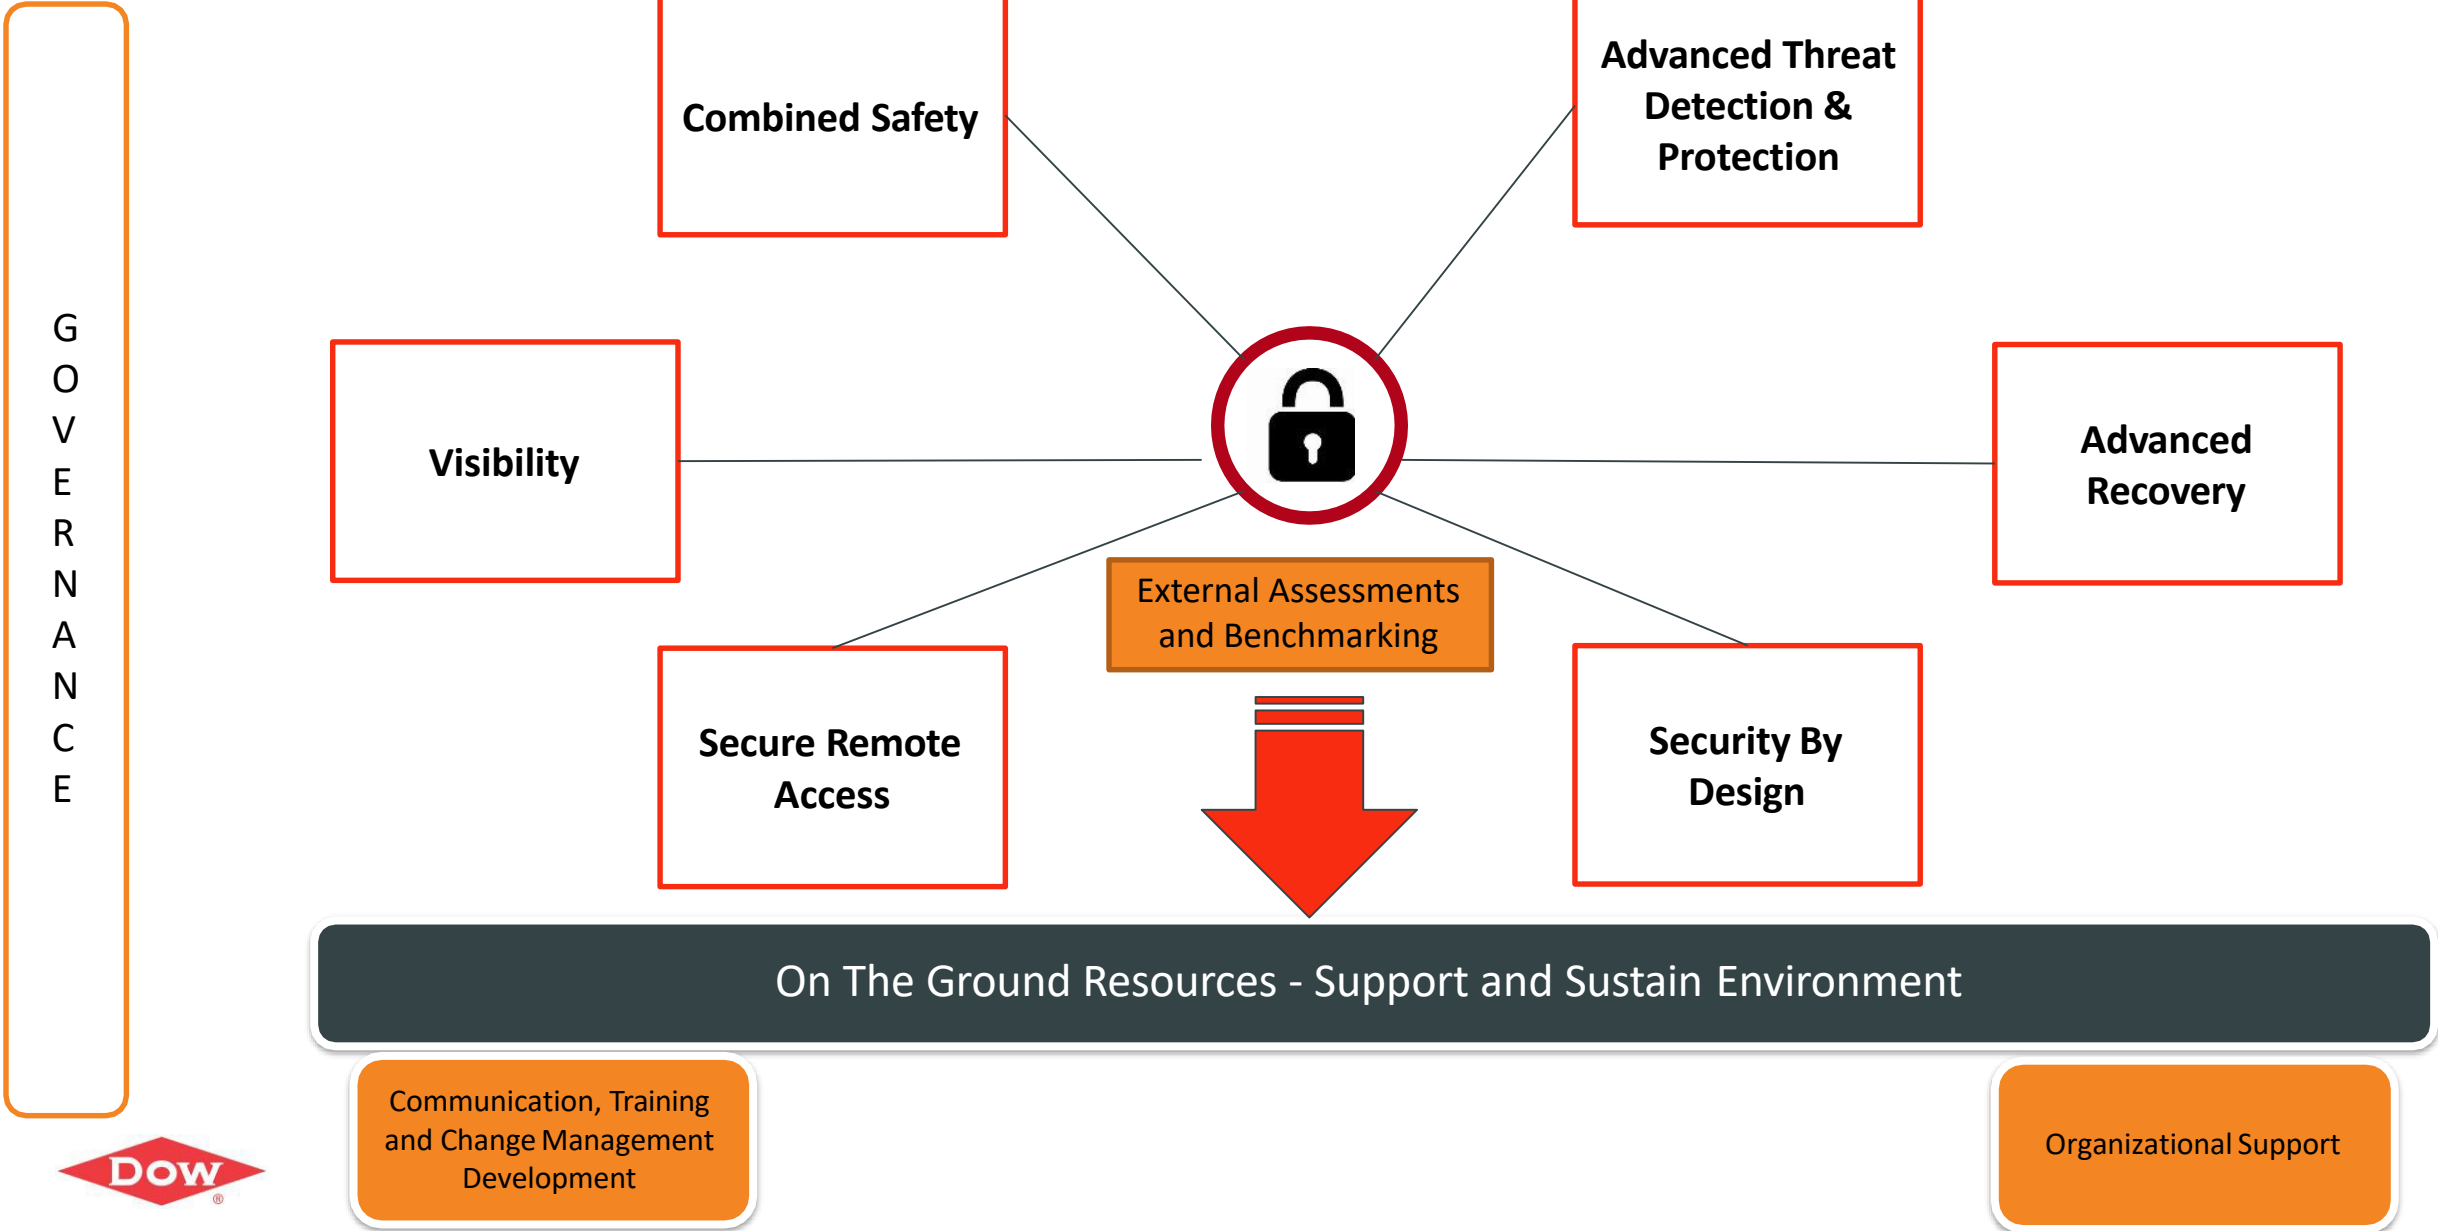 G
O
V
E
R
N
A
N
C
E
Combined Safety
Advanced Threat
Detection &
Protection
Visibility
Advanced
Recovery
External Assessments
and Benchmarking
Secure Remote
Access
Security By
Design
On The Ground Resources - Support and Sustain Environment
Communication, Training
and Change Management
Development
Organizational Support
DOW
®